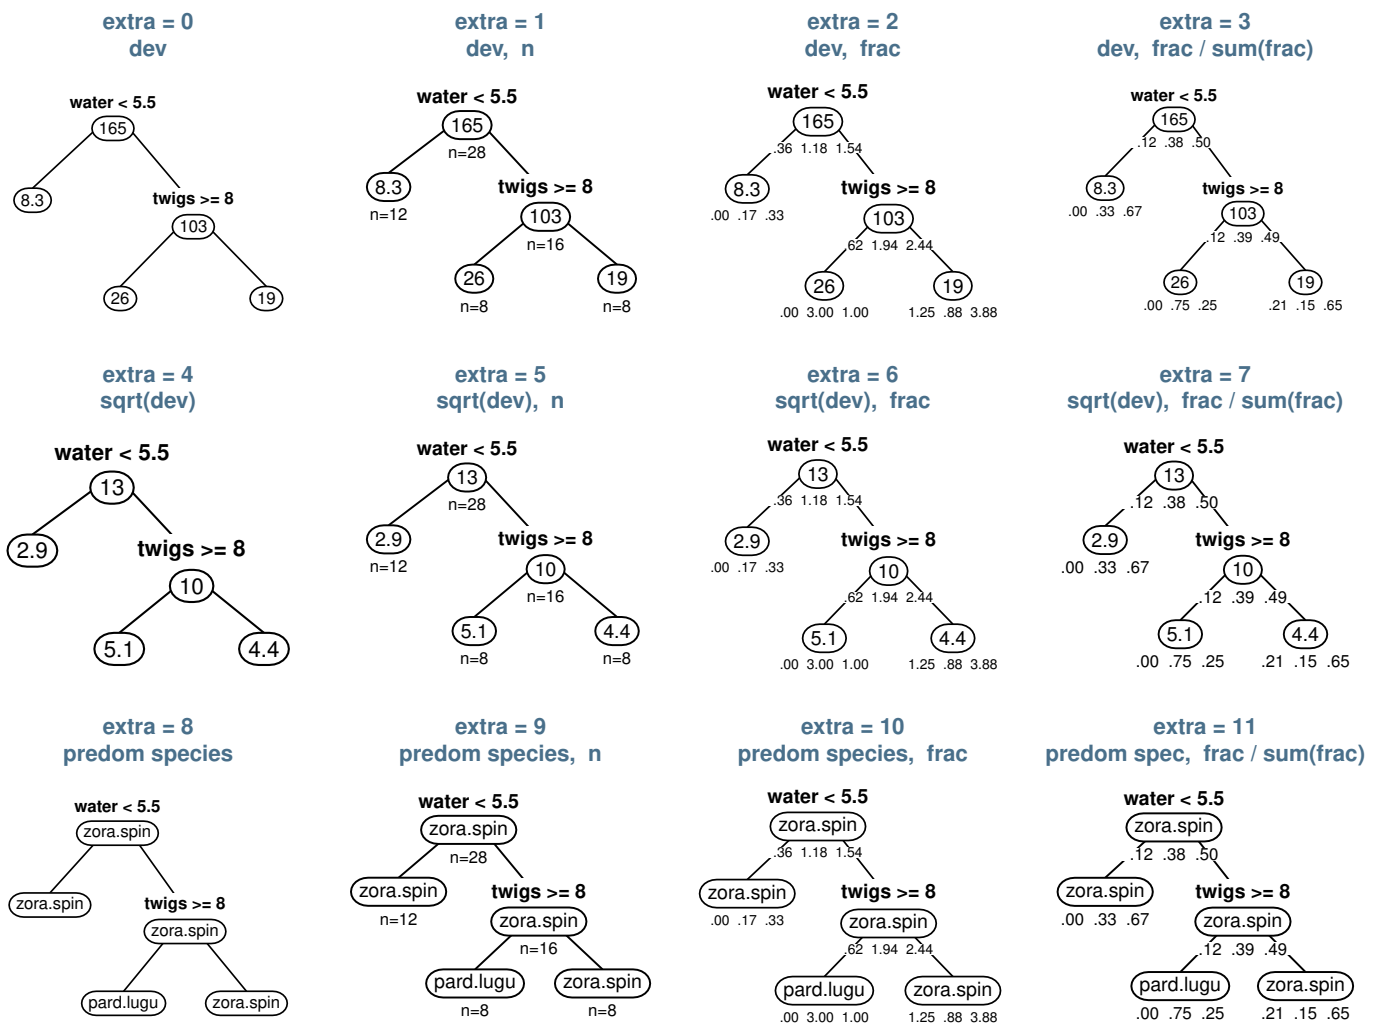 extra = 0
dev
water < 5.5
165
8.3
twigs >= 8
103
26
19
extra = 1
dev, n
water < 5.5
165
n=28
8.3
n=12
twigs >= 8
103
n=16
26
n=8
19
n=8
extra = 2
dev, frac
water < 5.5
165
.36 1.18 1.54
8.3
.00 .17 .33
twigs >= 8
103
.62 1.94 2.44
26
.00 3.00 1.00
19
1.25 .88 3.88
extra = 3
dev, frac / sum(frac)
water < 5.5
165
.12 .38 .50
8.3
.00 .33 .67
twigs >= 8
103
.12 .39 .49
26
.00 .75 .25
19
.21 .15 .65
extra = 4
sqrt(dev)
water < 5.5
13
2.9
twigs >= 8
10
5.1
4.4
extra = 5
sqrt(dev), n
water < 5.5
13
n=28
2.9
n=12
twigs >= 8
10
n=16
5.1
n=8
4.4
n=8
extra = 6
sqrt(dev), frac
water < 5.5
13
.36 1.18 1.54
2.9
.00 .17 .33
twigs >= 8
10
.62 1.94 2.44
5.1
.00 3.00 1.00
4.4
1.25 .88 3.88
extra = 7
sqrt(dev), frac / sum(frac)
water < 5.5
13
.12 .38 .50
2.9
.00 .33 .67
twigs >= 8
10
.12 .39 .49
5.1
.00 .75 .25
4.4
.21 .15 .65
extra = 8
predom species
water < 5.5
zora.spin
zora.spin
twigs >= 8
zora.spin
pard.lugu
zora.spin
extra = 9
predom species, n
water < 5.5
zora.spin
n=28
zora.spin
n=12
twigs >= 8
zora.spin
n=16
pard.lugu
n=8
zora.spin
n=8
extra = 10
predom species, frac
water < 5.5
zora.spin
.36 1.18 1.54
zora.spin
.00 .17 .33
twigs >= 8
zora.spin
.62 1.94 2.44
pard.lugu
.00 3.00 1.00
zora.spin
1.25 .88 3.88
extra = 11
predom spec, frac / sum(frac)
water < 5.5
zora.spin
.12 .38 .50
zora.spin
.00 .33 .67
twigs >= 8
zora.spin
.12 .39 .49
pard.lugu
.00 .75 .25
zora.spin
.21 .15 .65